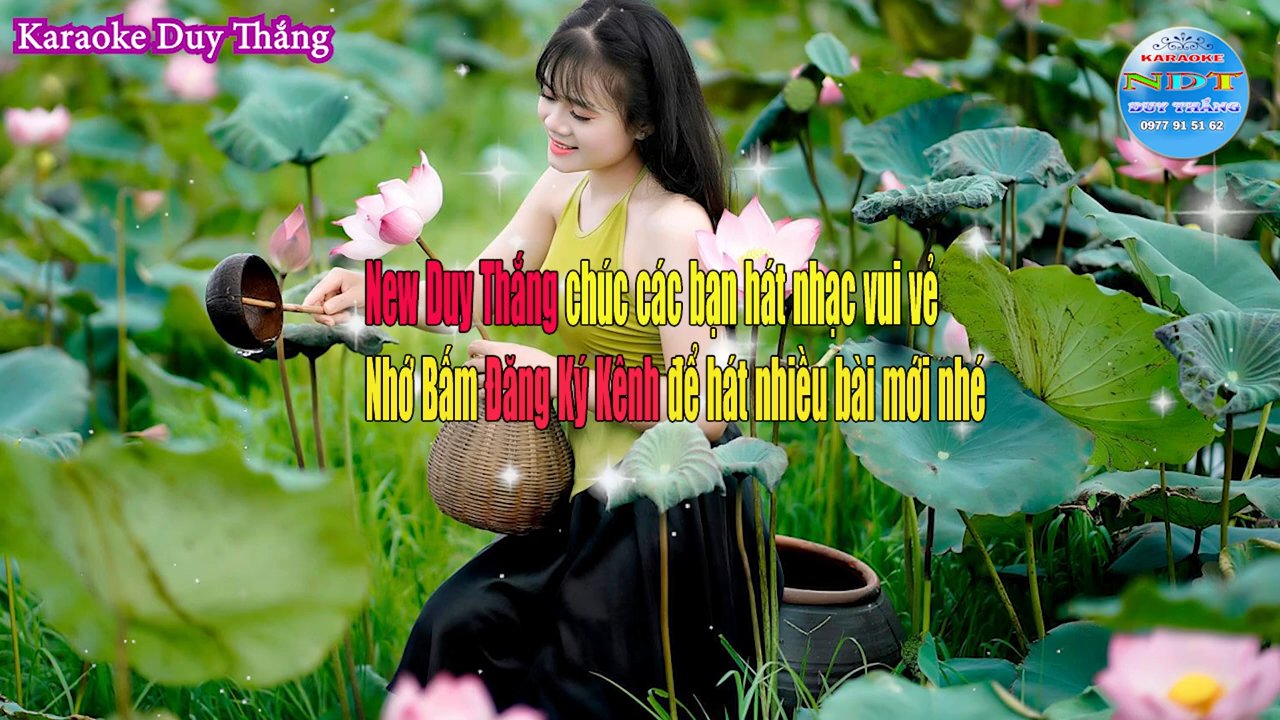 Karaoke Duy Thắng
KARAOKE
NDT
DUY THẮNG
0977 91 51 62
New Duy Thắng chúc các bạn hát nhạc vui vẻ
Nhớ Bấm Đăng Ký Kênh để hát nhiều bài mới nhé